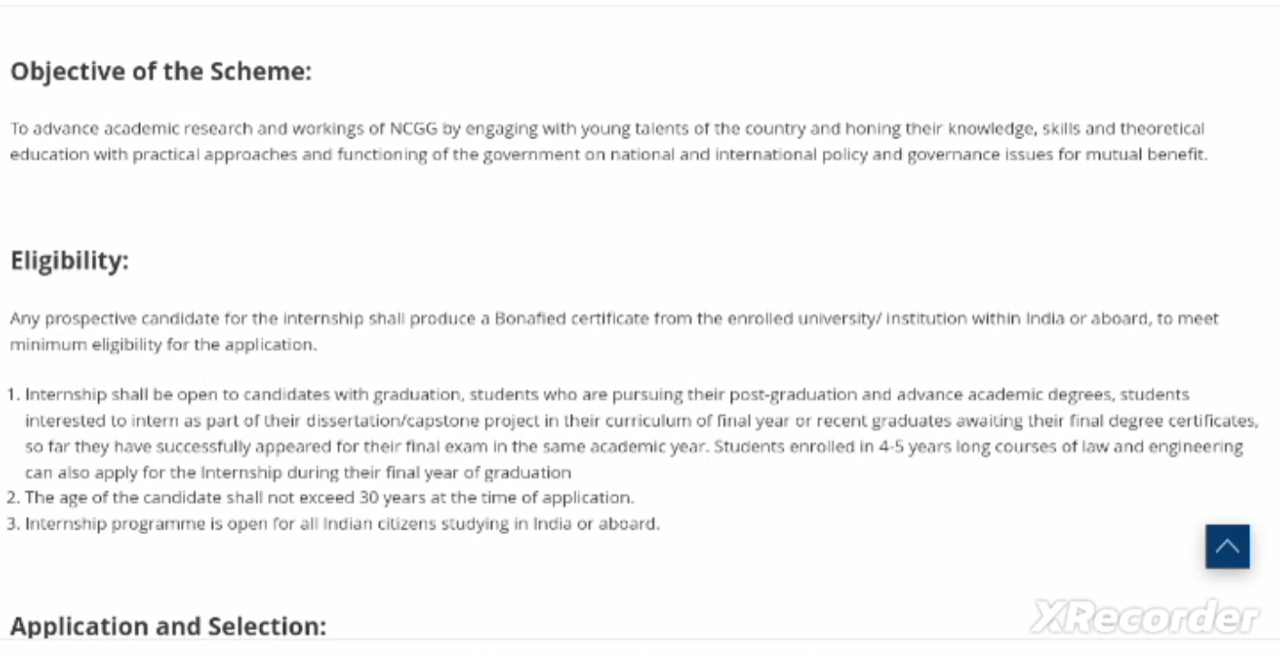 Objective of the Scheme:
To advance academic research and workings of NCGG by engaging with young talents of the country and honing their knowledge, skills and theoretical
education with practical approaches and functioning of the government on national and international policy and governance issues for mutual benefit.
Eligibility:
Any prospective candidate for the internship shall produce a Bonafied certificate from the enrolled university/ institution within India or aboard, to meet
minimum eligibility for the application.
1. Internship shall be open to candidates with graduation, students who are pursuing their post-graduation and advance academic degrees, students
interested to intern as part of their dissertation/capstone project in their curriculum of final year or recent graduates awaiting their final degree certificates,
so far they have successfully appeared for their final exam in the same academic year. Students enrolled in 4-5 years long courses of law and engineering
can also apply for the Internship during their final year of graduation
2. The age of the candidate shall not exceed 30 years at the time of application.
3. Internship programme is open for all Indian citizens studying in India or aboard.
Application and Selection:
XRecorder